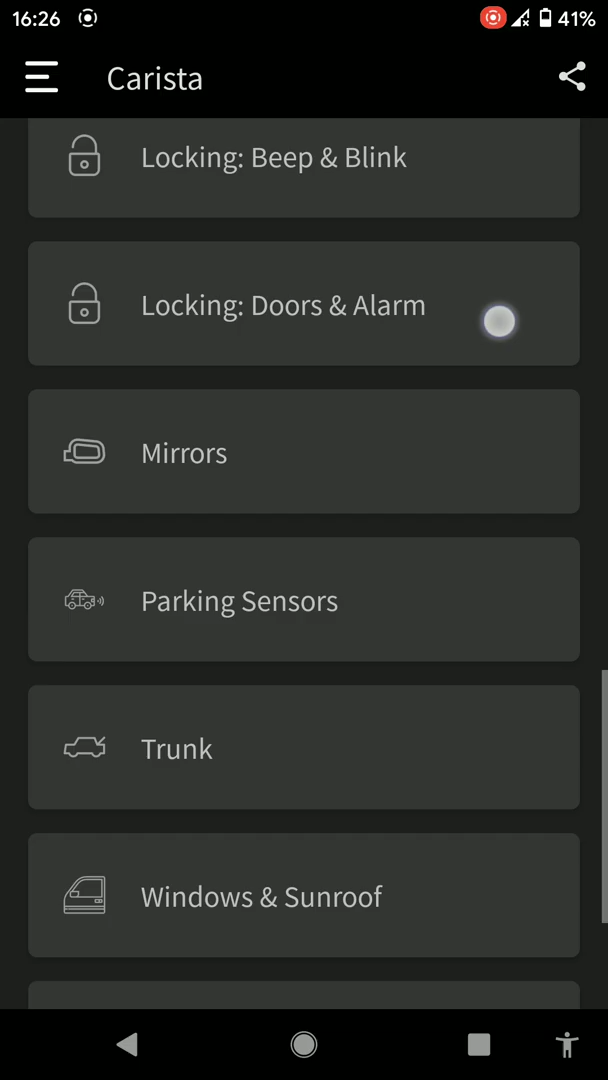 16:26
41%
Carista
Locking: Beep & Blink
Locking: Doors & Alarm
Mirrors
Parking Sensors
Trunk
Windows & Sunroof